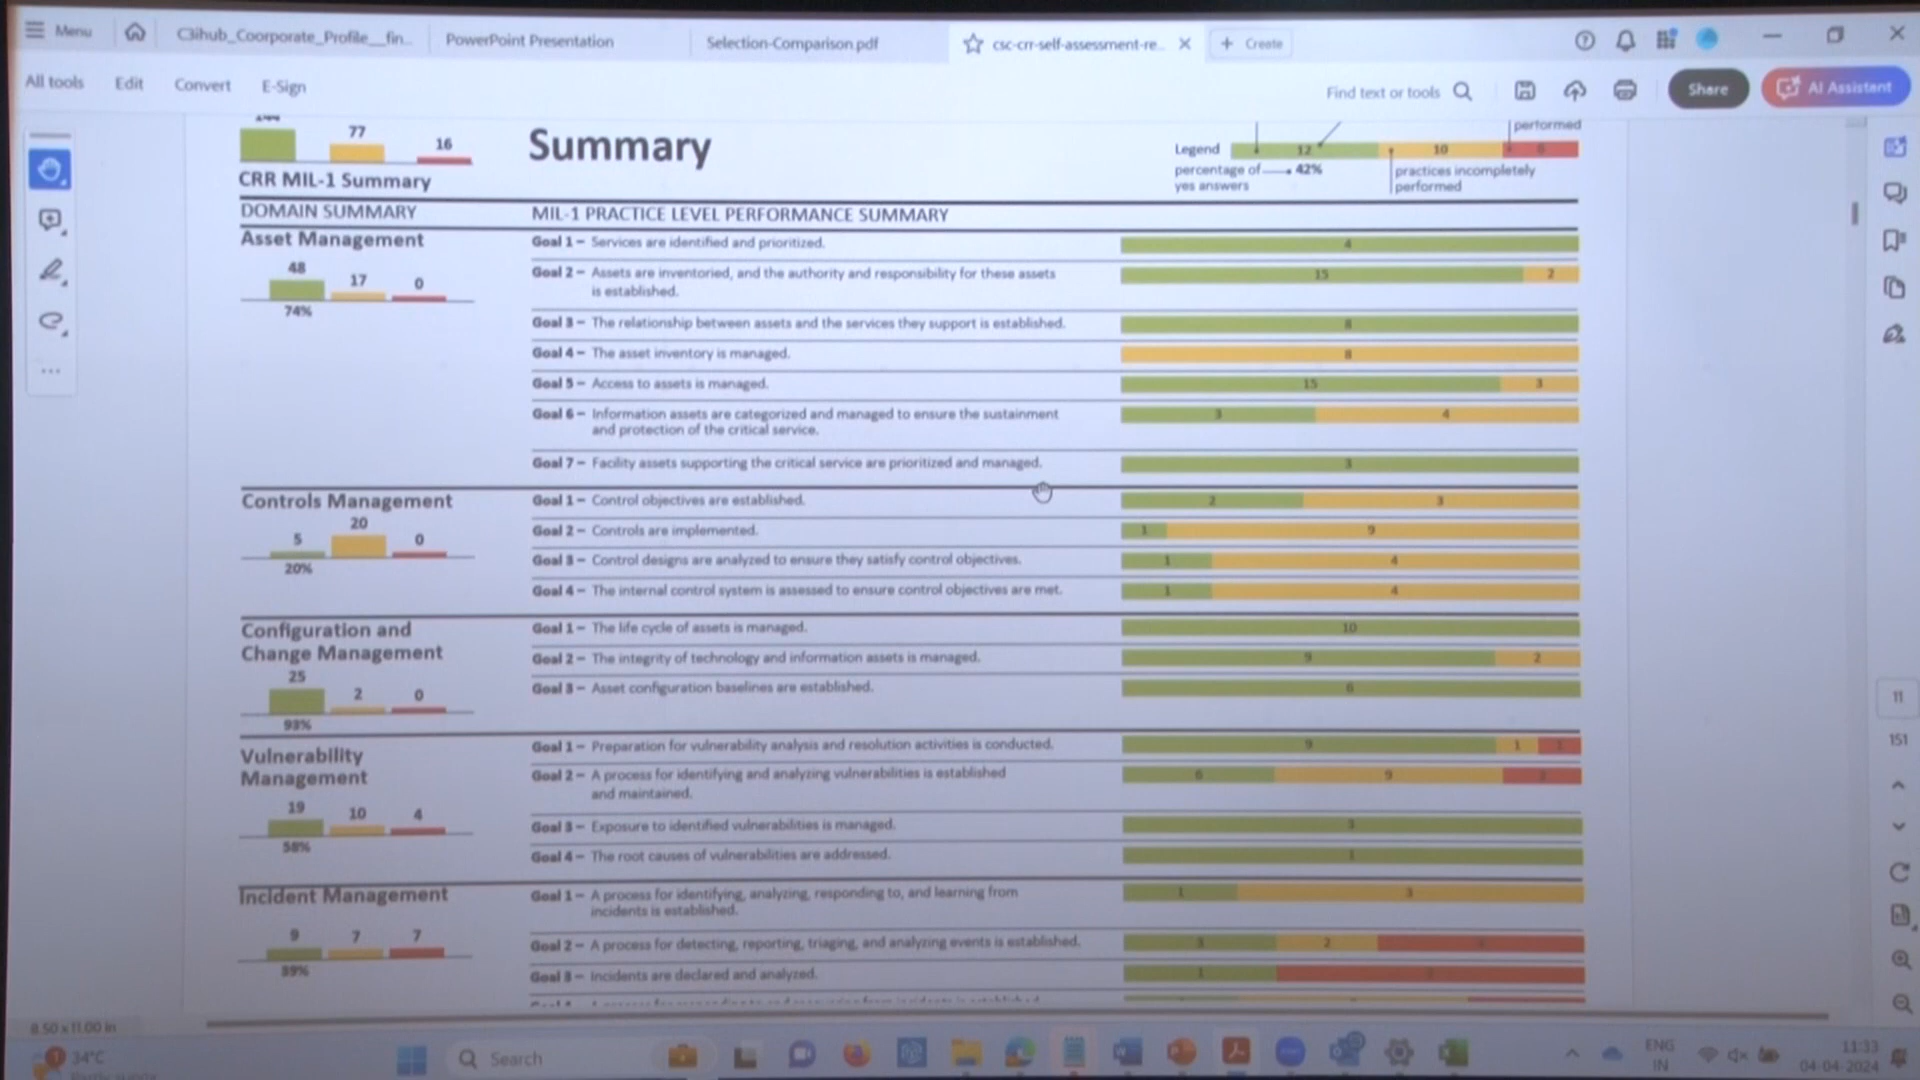 Menu
C3ihub_Coorporate_Profile__fin...
PowerPoint Presentation
Selection-Comparison.pdf
csc-crr-self-assessment-re...
+ Create
All tools
Edit
Convert
E-Sign
Find text or tools
Share
AI Assistant
77
16
CRR MIL-1 Summary
Summary
performed
Legend
12
10
percentage of
42%
yes answers
practices incompletely
performed
DOMAIN SUMMARY
MIL-1 PRACTICE LEVEL PERFORMANCE SUMMARY
Asset Management
48
17
0
74%
Goal 1 – Services are identified and prioritized.
4
Goal 2 – Assets are inventoried, and the authority and responsibility for these assets
is established.
15
2
Goal 3 – The relationship between assets and the services they support is established.
8
Goal 4 – The asset inventory is managed.
8
Goal 5 – Access to assets is managed.
15
3
Goal 6 – Information assets are categorized and managed to ensure the sustainment
and protection of the critical service.
3
4
Goal 7 – Facility assets supporting the critical service are prioritized and managed.
3
Controls Management
5
20
0
20%
Goal 1 – Control objectives are established.
2
3
Goal 2 – Controls are implemented.
1
9
Goal 3 – Control designs are analyzed to ensure they satisfy control objectives.
1
4
Goal 4 – The internal control system is assessed to ensure control objectives are met.
1
4
Configuration and
Change Management
25
2
0
93%
Goal 1 – The life cycle of assets is managed.
10
Goal 2 – The integrity of technology and information assets is managed.
9
2
Goal 3 – Asset configuration baselines are established.
6
Vulnerability
Management
19
10
4
58%
Goal 1 – Preparation for vulnerability analysis and resolution activities is conducted.
9
1
Goal 2 – A process for identifying and analyzing vulnerabilities is established
and maintained.
6
9
Goal 3 – Exposure to identified vulnerabilities is managed.
3
Goal 4 – The root causes of vulnerabilities are addressed.
1
Incident Management
9
7
7
39%
Goal 1 – A process for identifying, analyzing, responding to, and learning from
incidents is established.
1
3
Goal 2 – A process for detecting, reporting, triaging, and analyzing events is established.
3
2
Goal 3 – Incidents are declared and analyzed.
1
11
151
8.50 x 11.00 in
1
34°C
Search
ENG
IN
11:33
04-04-2024